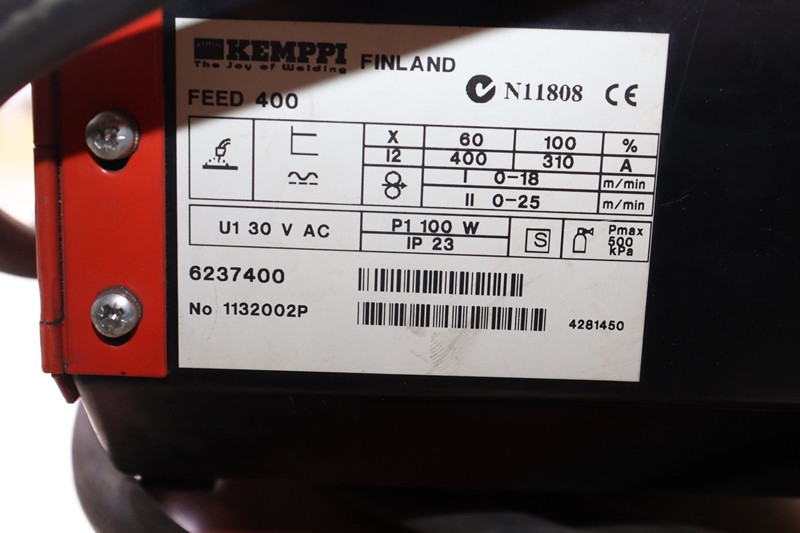 KEMPPI
The Joy of Welding
FINLAND
N11808 CE
FEED 400
X 60 100 %
I2 400 310 A
I 0-18 m/min
II 0-25 m/min
U1 30 V AC
P1 100 W
IP 23
S
Pmax
500
kPa
6237400
No 1132002P
4281450